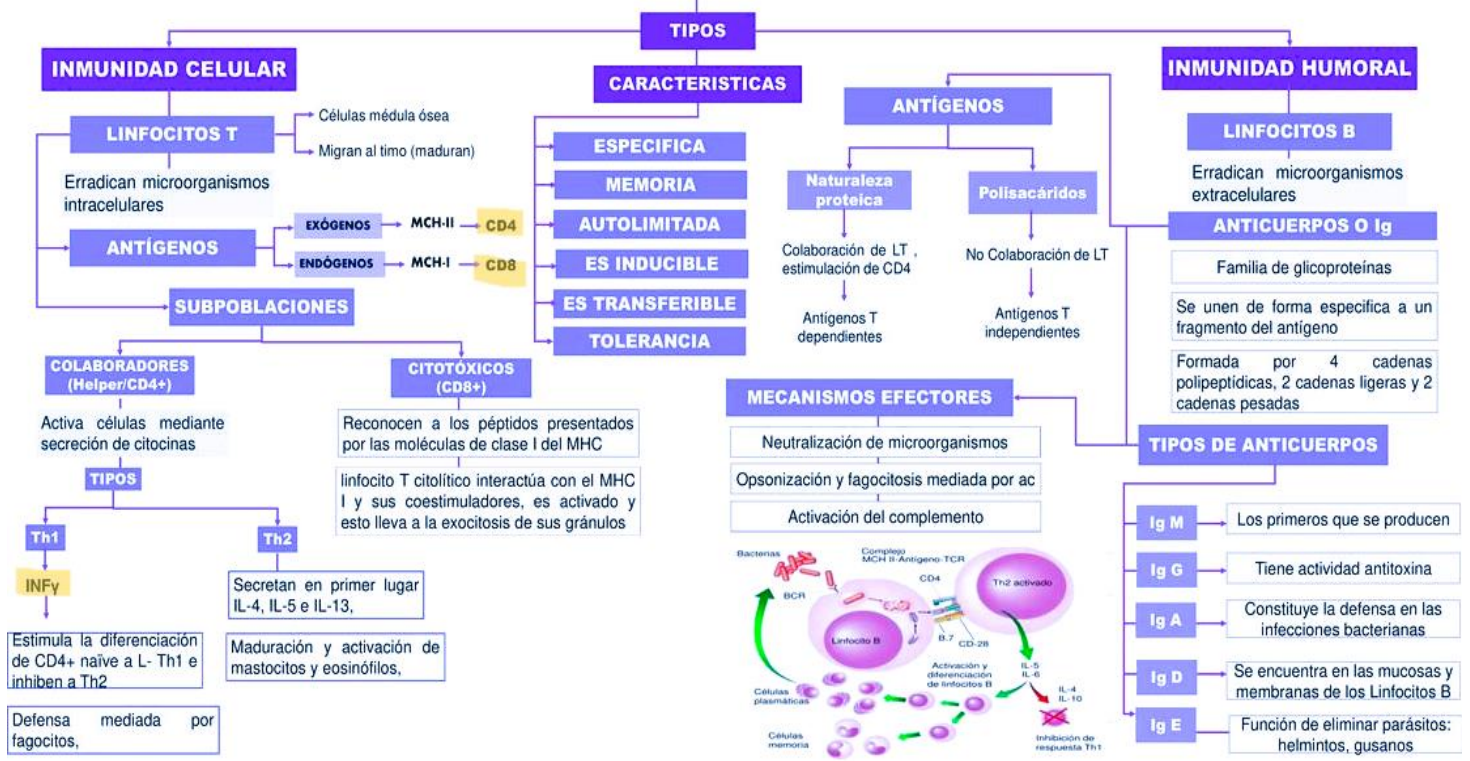 TIPOS
INMUNIDAD CELULAR
LINFOCITOS T
Células médula ósea
Migran al timo (maduran)
Erradican microorganismos
intracelulares
ANTÍGENOS
EXÓGENOS
MCH-II
CD4
ENDÓGENOS
MCH-I
CD8
SUBPOBLACIONES
COLABORADORES
(Helper/CD4+)
Activa células mediante
secreción de citocinas
TIPOS
Th1
INFγ
Estimula la diferenciación
de CD4+ naïve a L- Th1 e
inhiben a Th2
Defensa mediada por
fagocitos,
Th2
Secretan en primer lugar
IL-4, IL-5 e IL-13,
Maduración y activación de
mastocitos y eosinófilos,
CITOTÓXICOS
(CD8+)
Reconocen a los péptidos presentados
por las moléculas de clase I del MHC
linfocito T citolítico interactúa con el MHC
I y sus coestimuladores, es activado y
esto lleva a la exocitosis de sus gránulos
CARACTERISTICAS
ESPECIFICA
MEMORIA
AUTOLIMITADA
ES INDUCIBLE
ES TRANSFERIBLE
TOLERANCIA
INMUNIDAD HUMORAL
LINFOCITOS B
Erradican microorganismos
extracelulares
ANTICUERPOS O Ig
Familia de glicoproteínas
Se unen de forma especifica a un
fragmento del antígeno
Formada por 4 cadenas
polipeptídicas, 2 cadenas ligeras y 2
cadenas pesadas
ANTÍGENOS
Naturaleza
proteica
Colaboración de LT ,
estimulación de CD4
Antígenos T
dependientes
Polisacáridos
No Colaboración de LT
Antígenos T
independientes
MECANISMOS EFECTORES
Neutralización de microorganismos
Opsonización y fagocitosis mediada por ac
Activación del complemento
Bacterias
BCR
Complejo
MCH II-Antígeno-TCR
CD4
Th2 activado
Linfocito B
B.7
CD-28
Activación y
diferenciación
de linfocitos B
IL-5
IL-6
IL-4
IL-10
Células
plasmáticas
Células
memoria
Inhibición de
respuesta Th1
TIPOS DE ANTICUERPOS
Ig M
Los primeros que se producen
Ig G
Tiene actividad antitoxina
Ig A
Constituye la defensa en las
infecciones bacterianas
Ig D
Se encuentra en las mucosas y
membranas de los Linfocitos B
Ig E
Función de eliminar parásitos:
helmintos, gusanos